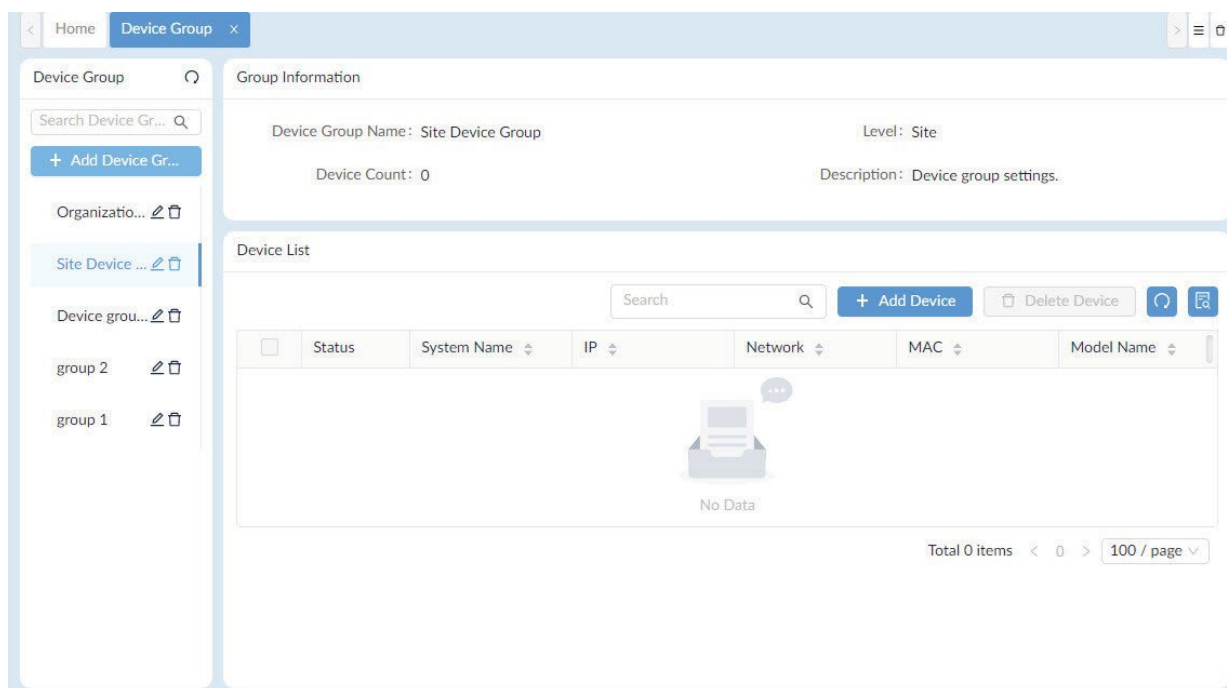 Home
Device Group
Device Group
Search Device Gr...
+ Add Device Gr...
Organizatio...
Site Device ...
Device grou...
group 2
group 1
Group Information
Device Group Name: Site Device Group
Level: Site
Device Count: 0
Description: Device group settings.
Device List
Search
+ Add Device
Delete Device
Status System Name IP Network MAC Model Name
No Data
Total 0 items < 0 > 100 / page